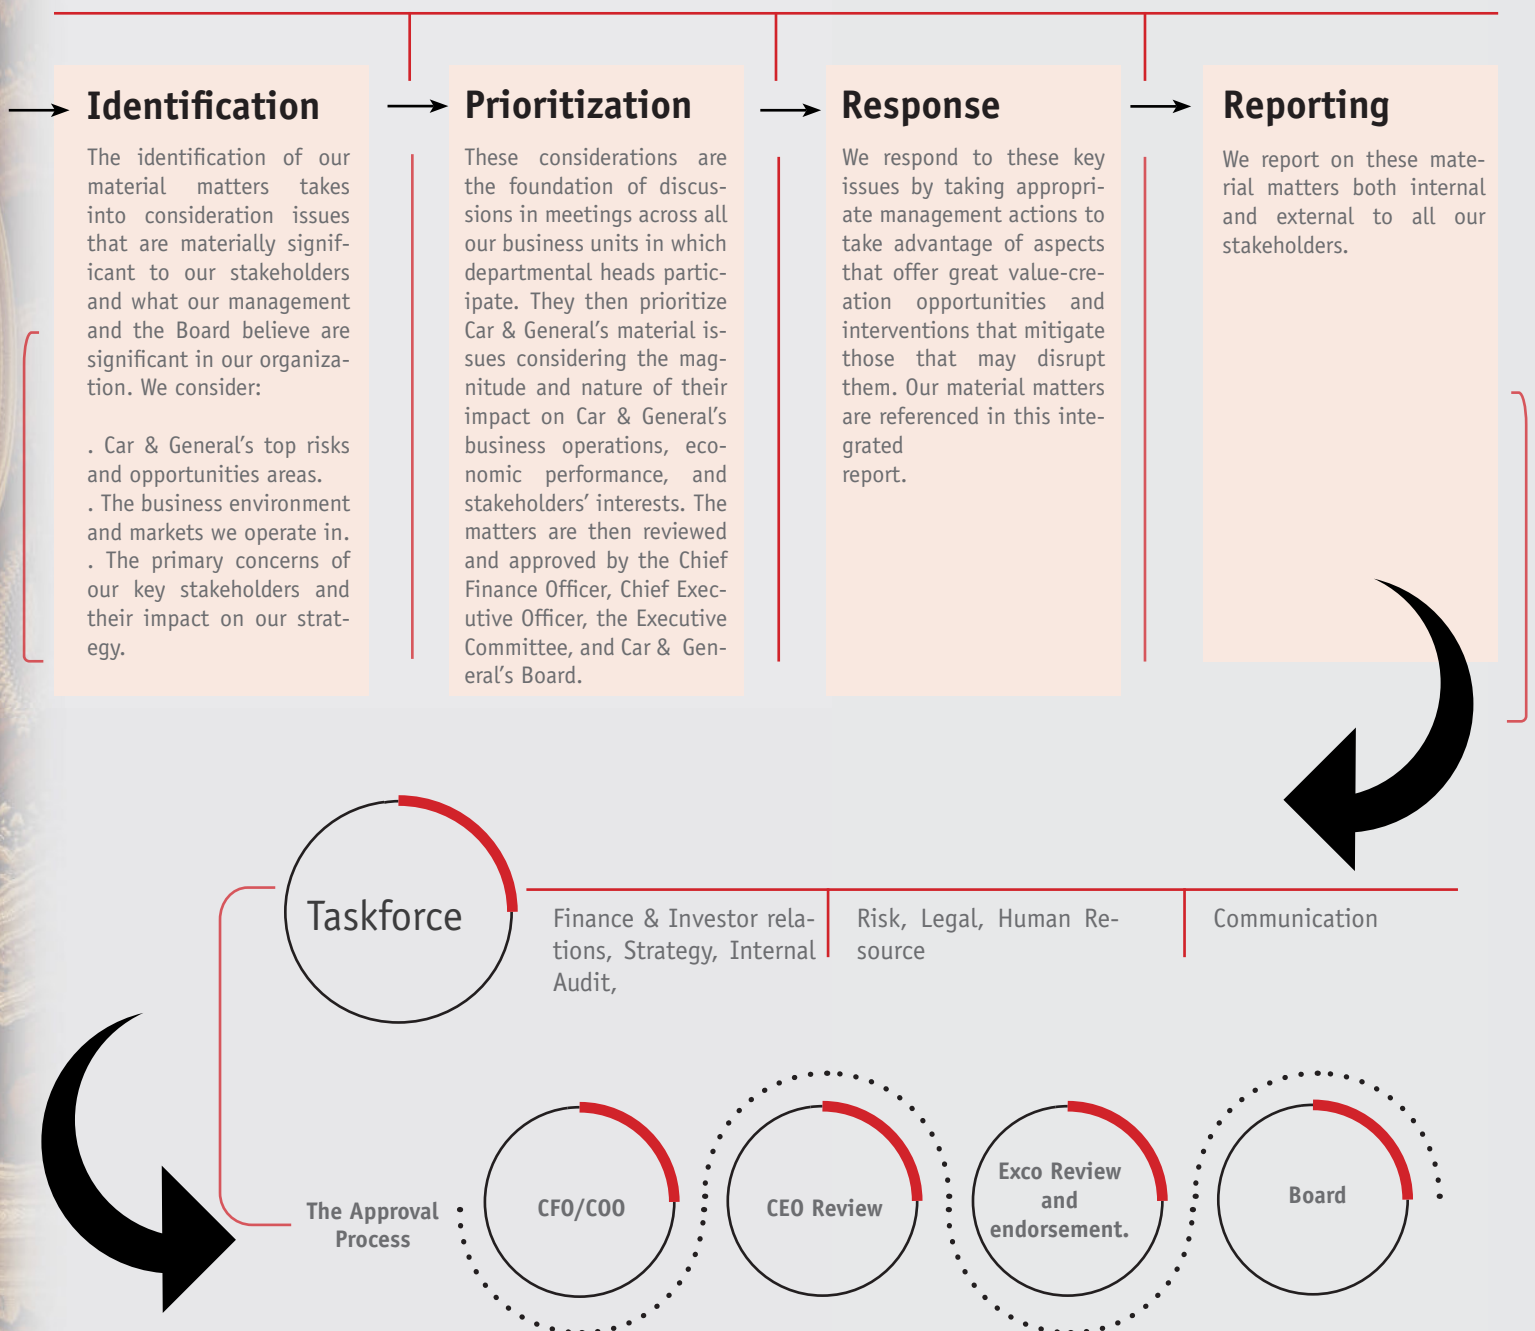 Identification
The identification of our
material matters takes
into consideration issues
that are materially signif-
icant to our stakeholders
and what our management
and the Board believe are
significant in our organiza-
tion. We consider:
. Car & General's top risks
and opportunities areas.
. The business environment
and markets we operate in.
. The primary concerns of
our key stakeholders and
their impact on our strat-
egy.
Prioritization
These considerations are
the foundation of discus-
sions in meetings across all
our business units in which
departmental heads partic-
ipate. They then prioritize
Car & General's material is-
sues considering the mag-
nitude and nature of their
impact on Car & General's
business operations, eco-
nomic performance, and
stakeholders' interests. The
matters are then reviewed
and approved by the Chief
Finance Officer, Chief Exec-
utive Officer, the Executive
Committee, and Car & Gen-
eral's Board.
Response
We respond to these key
issues by taking appropri-
ate management actions to
take advantage of aspects
that offer great value-cre-
ation opportunities and
interventions that mitigate
those that may disrupt
them. Our material matters
are referenced in this inte-
grated
report.
Reporting
We report on these mate-
rial matters both internal
and external to all our
stakeholders.
Taskforce
Finance & Investor rela-
tions, Strategy, Internal
Audit,
Risk, Legal, Human Re-
source
Communication
The Approval
Process
CFO/COO
CEO Review
Exco Review
and
endorsement.
Board